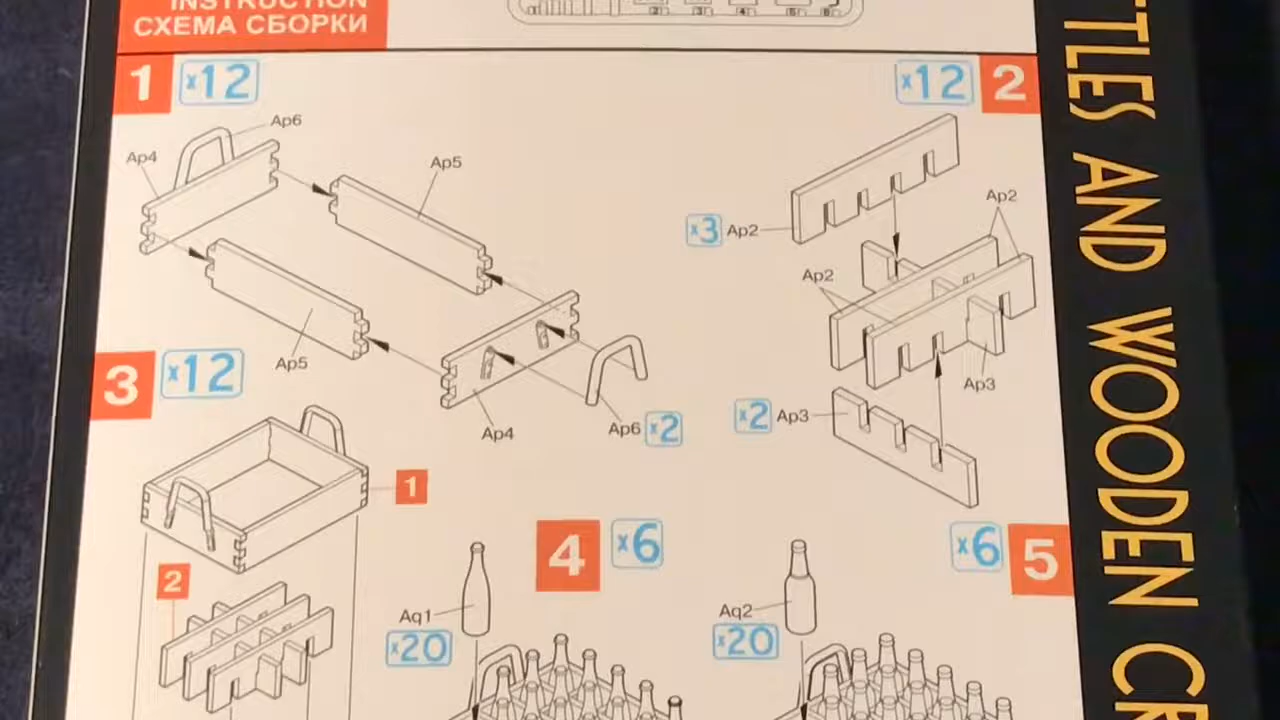 INSTRUCTION
СХЕМА СБОРКИ
1 x12
Ap6
Ap4
Ap5
Ap5
Ap4
Ap6 x2
x12 2
x3 Ap2
Ap2
Ap2
Ap3
x2 Ap3
3 x12
1
2
4 x6
Aq1
x20
x6 5
Aq2
x20
TTLES AND WOODEN CR